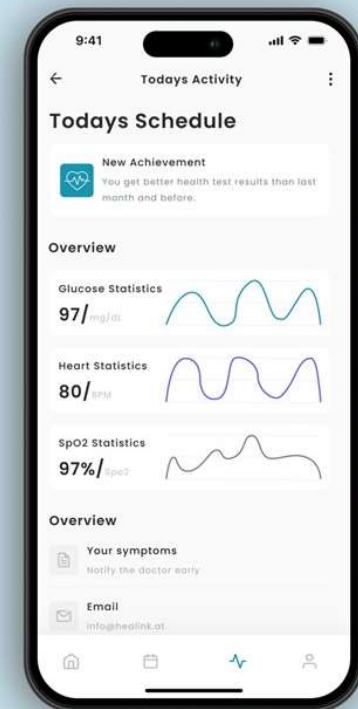 9:41
Todays Activity
Todays Schedule
New Achievement
You get better health test results than last
month and before.
Overview
Glucose Statistics
97/mg/dL
Heart Statistics
80/BPM
SpO2 Statistics
97%/Spo2
Overview
Your symptoms
Notify the doctor early
Email
info@healink.at